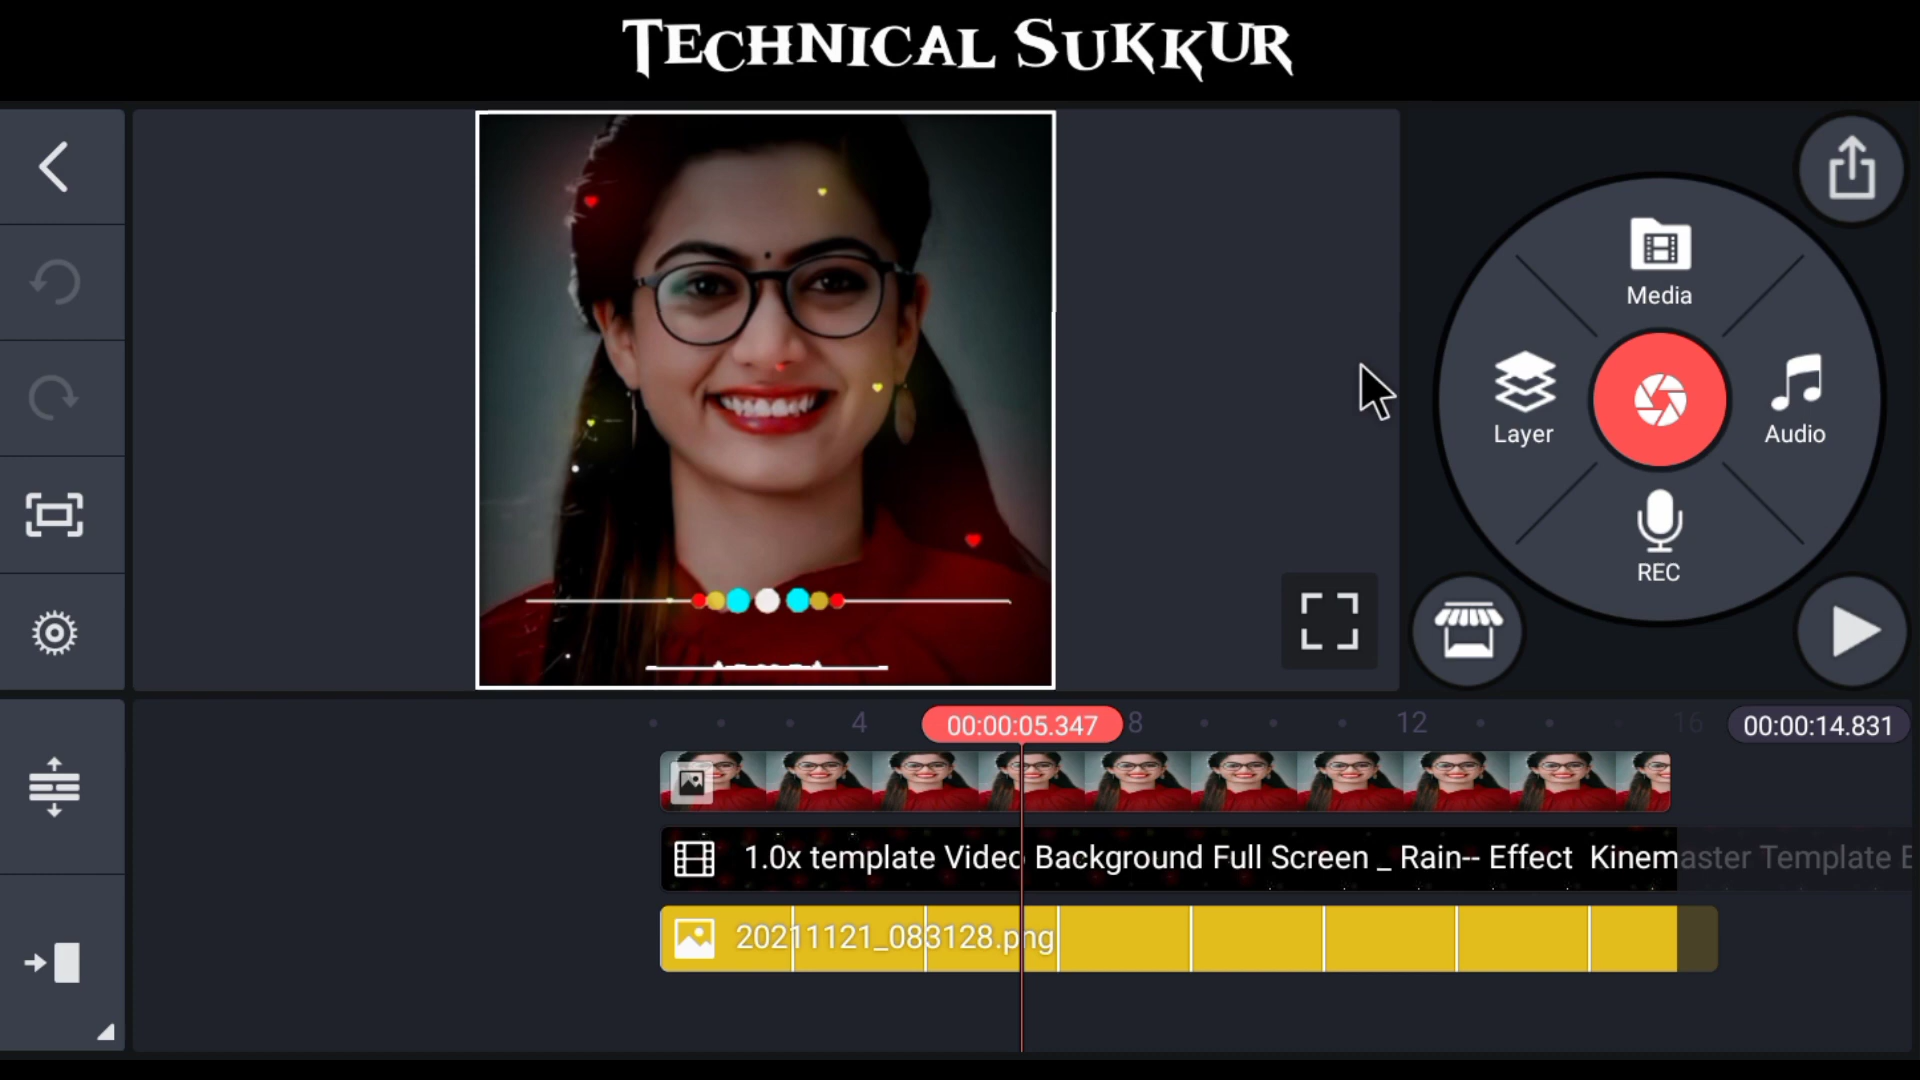 TECHNICAL SUKKUR
Media
Layer
Audio
REC
4
00:00:05.347
8
12
16
00:00:14.831
1.0x template Video Background Full Screen _ Rain-- Effect Kinemaster Template
20211121_083128.png